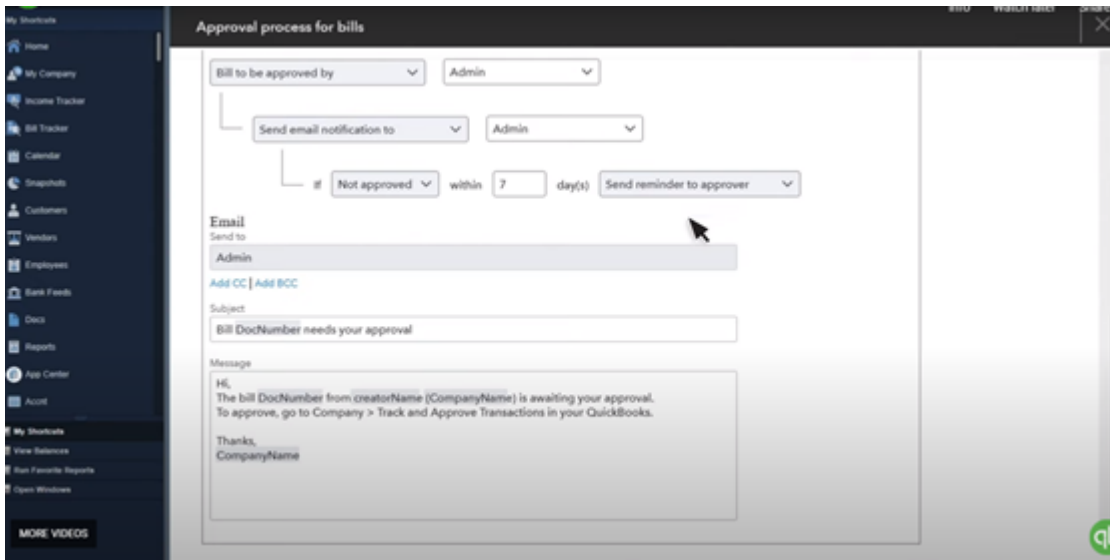 Info Watch later Share
My Shortcuts
Approval process for bills
Home
My Company
Income Tracker
Bill Tracker
Calendar
Snapshots
Customers
Vendors
Employees
Bank Feeds
Docs
Reports
App Center
Acont
My Shortcuts
View Balances
Run Favorite Reports
Open Windows
MORE VIDEOS
Bill to be approved by Admin
Send email notification to Admin
If Not approved within 7 day(s) Send reminder to approver
Email
Send to
Admin
Add CC | Add BCC
Subject
Bill DocNumber needs your approval
Message
Hi,
The bill DocNumber from creatorName (CompanyName) is awaiting your approval.
To approve, go to Company > Track and Approve Transactions in your QuickBooks.
Thanks,
CompanyName
qb